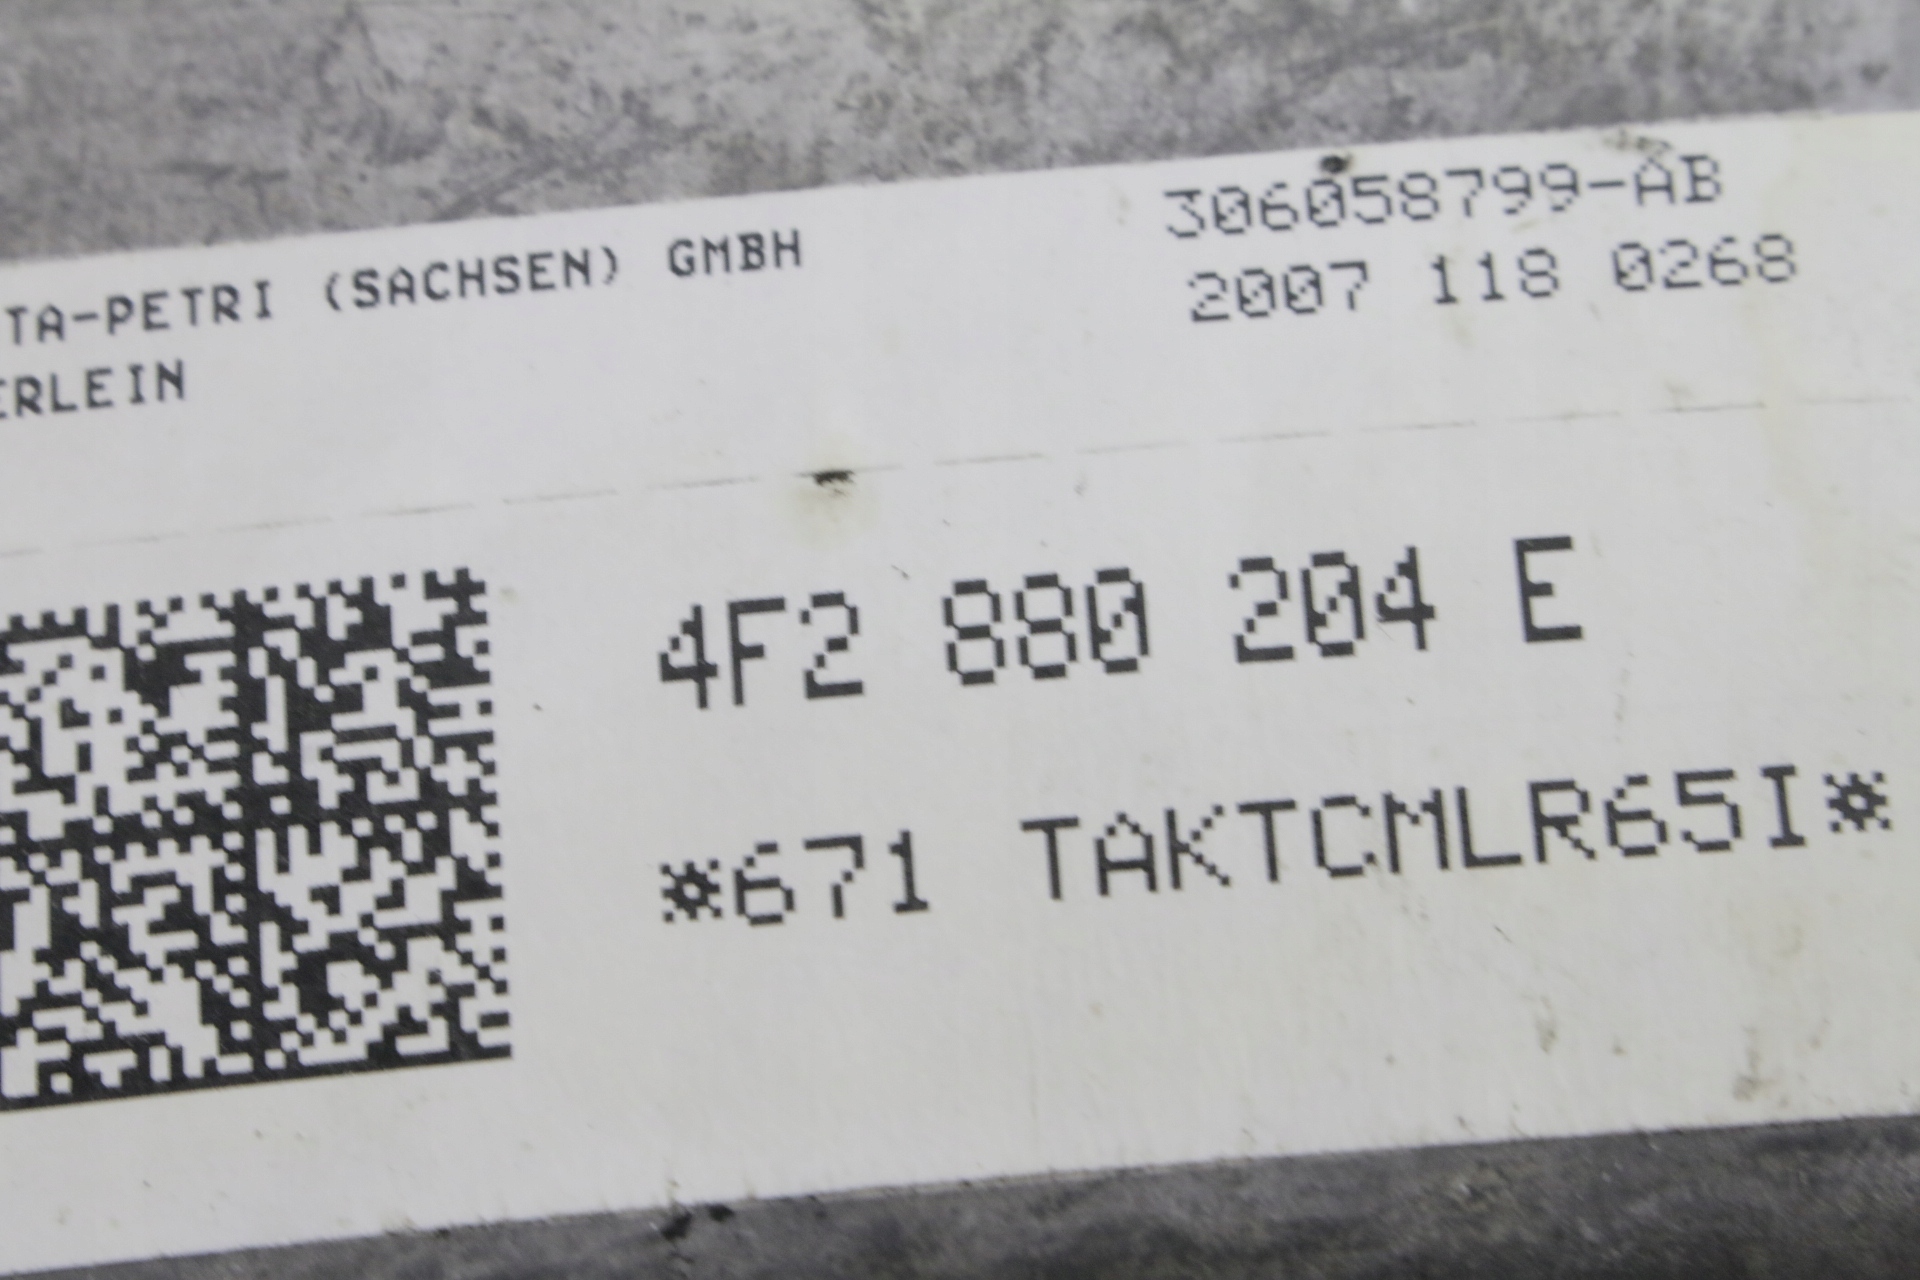 TA-PETRI (SACHSEN) GMBH
306058799-AB
2007 118 0268
ERLEIN
4F2 880 204 E
*671 TAKTCMLR65I*